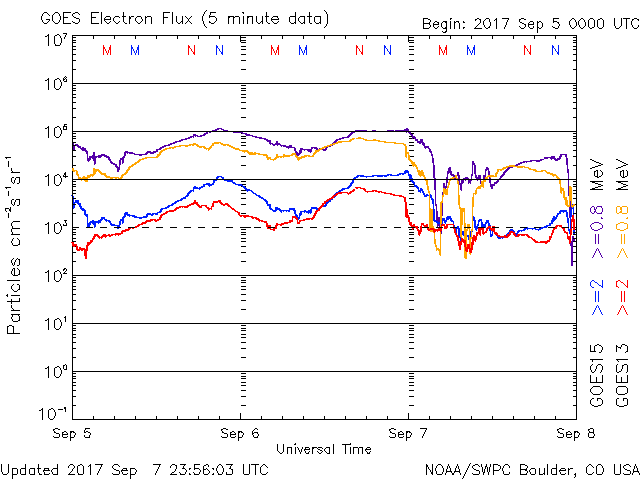 GOES Electron Flux (5 minute data)
Begin: 2017 Sep 5 0000 UTC
10⁷
M M N N M M N N M M N N
10⁶
10⁵
10⁴
10³
10²
10¹
10⁰
10⁻¹
Particles cm⁻²s⁻¹sr⁻¹
GOES15 >=2 >=0.8 MeV
GOES13 >=2 >=0.8 MeV
Sep 5 Sep 6 Sep 7 Sep 8
Universal Time
Updated 2017 Sep 7 23:56:03 UTC
NOAA/SWPC Boulder, CO USA